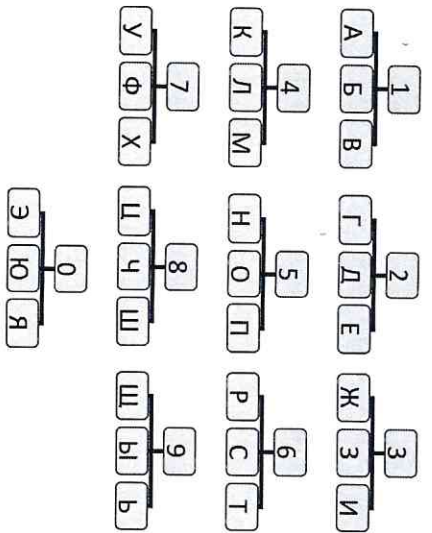 1 2 3
А Б В Г Д Е Ж З И
4 5 6
К Л М Н О П Р С Т
7 8 9
У Ф Х Ц Ч Ш Щ Ы Ь
0
Э Ю Я